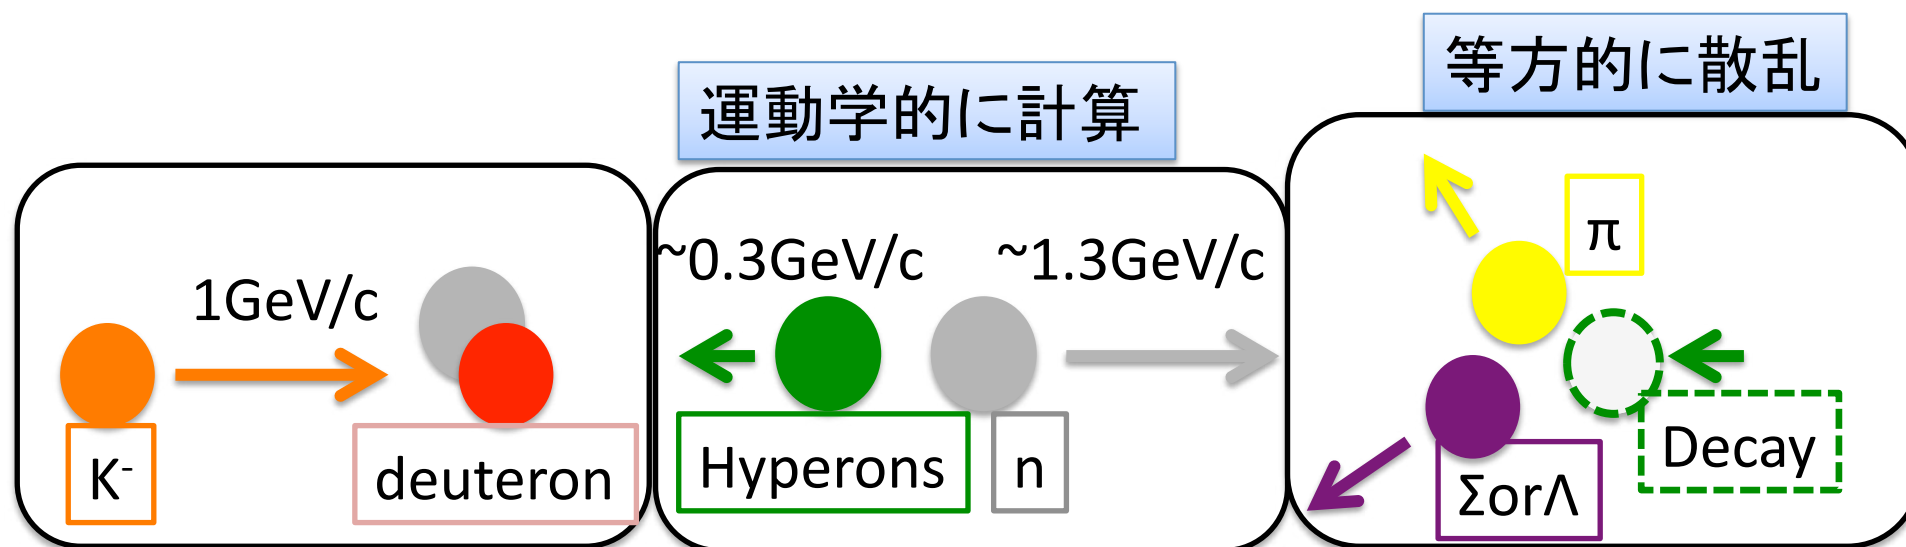 1GeV/c
K⁻
deuteron
運動学的に計算
~0.3GeV/c
~1.3GeV/c
Hyperons
n
等方的に散乱
π
Decay
ΣorΛ